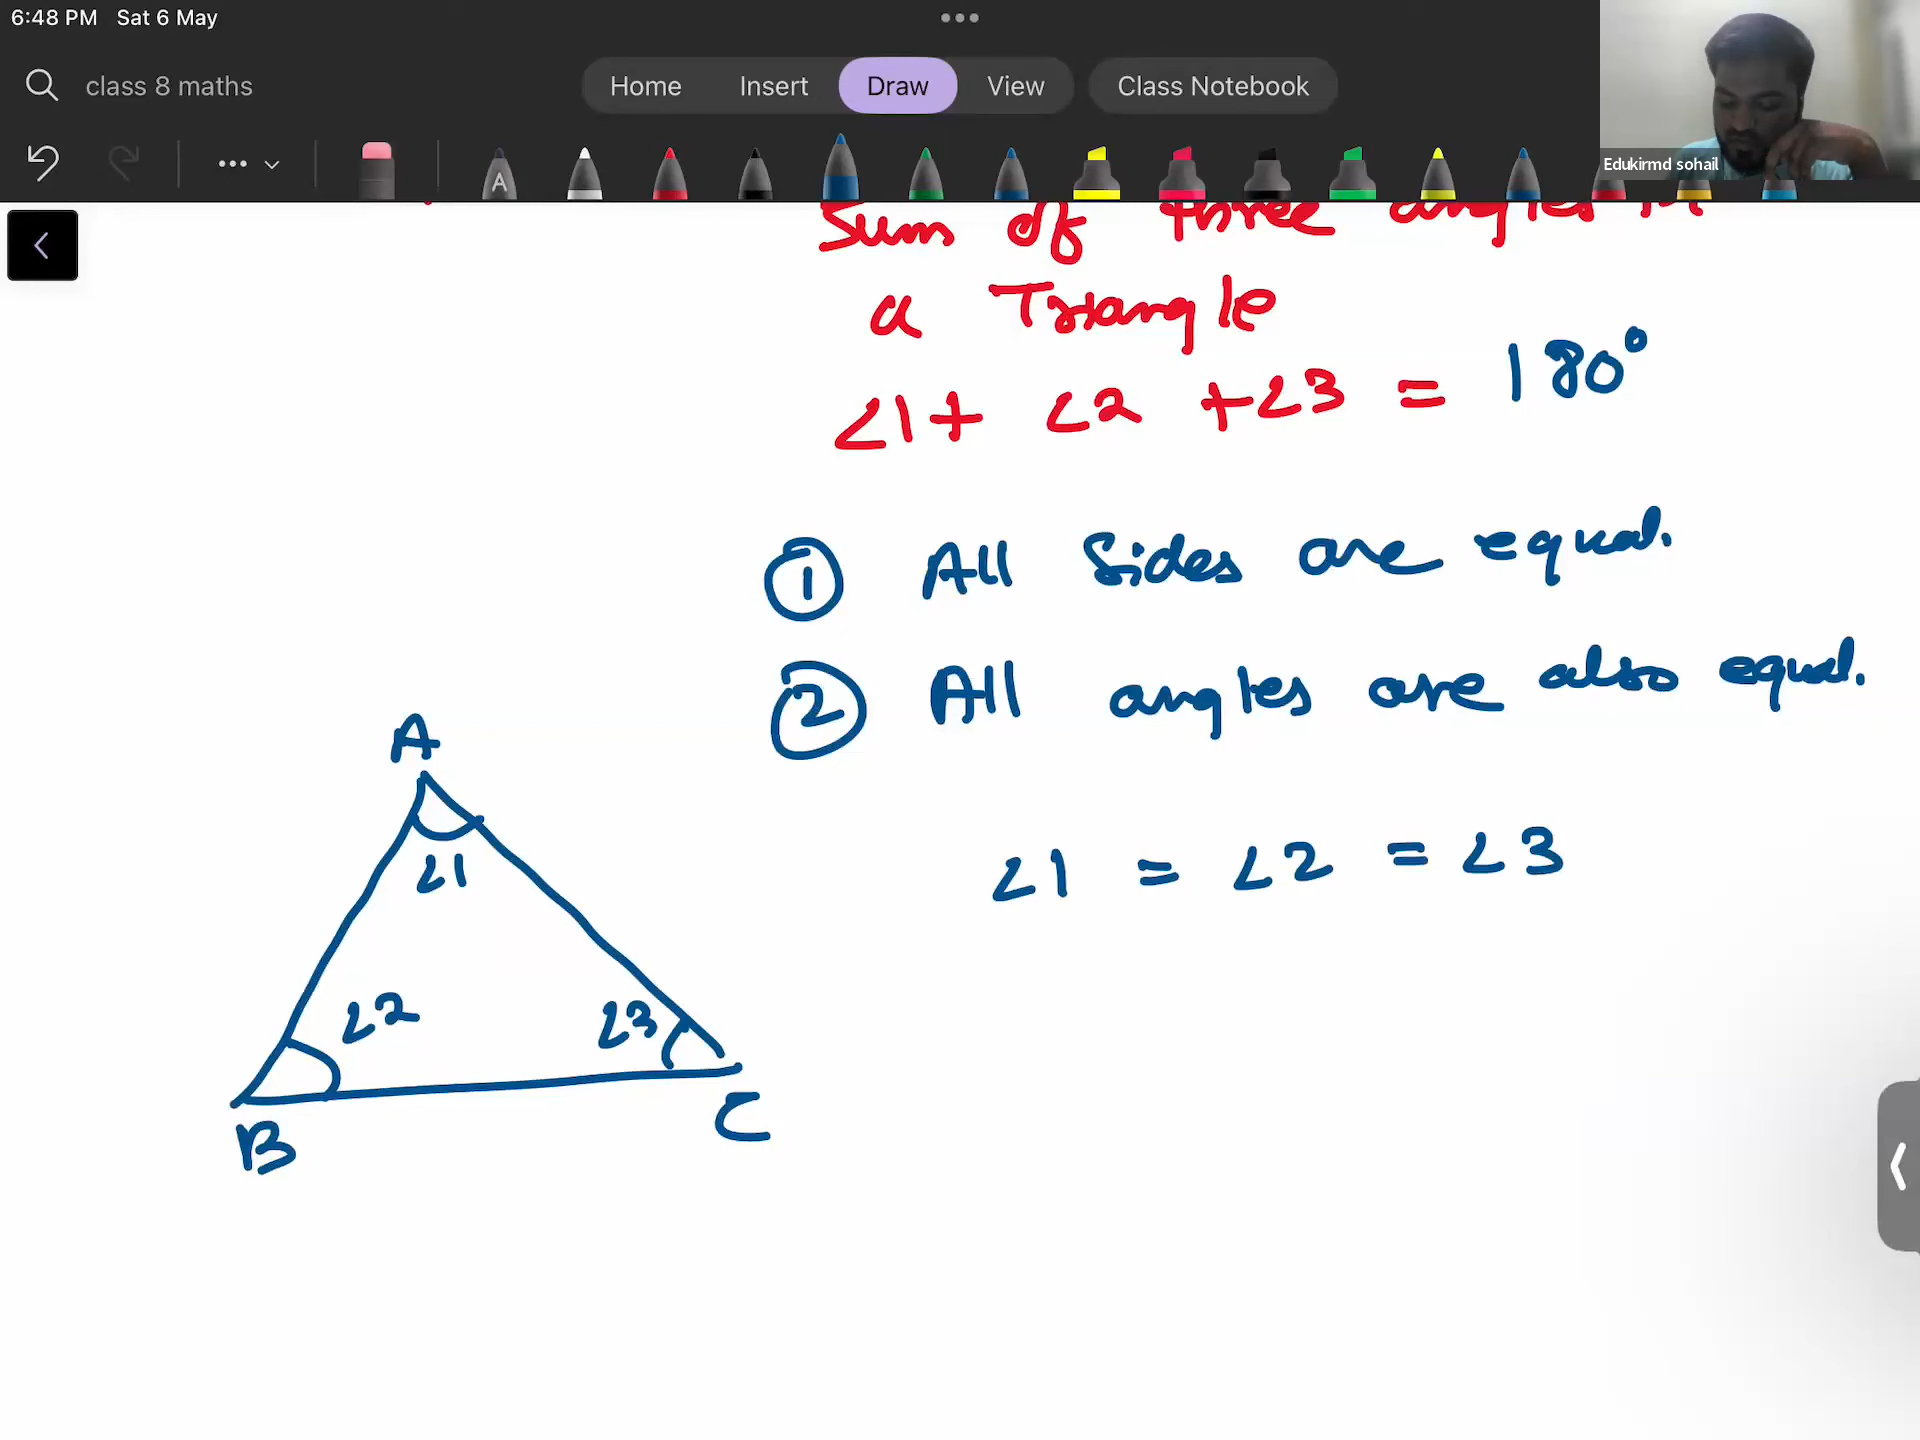 6:48 PM Sat 6 May
class 8 maths
Home Insert Draw View Class Notebook
A
Edukirmd sohail
Sum of three angles in
a Triangle
∠1+ ∠2 +∠3 = 180°
① All Sides are equal.
② All angles are also equal.
∠1 = ∠2 = ∠3
A
∠1
∠2 ∠3
B C